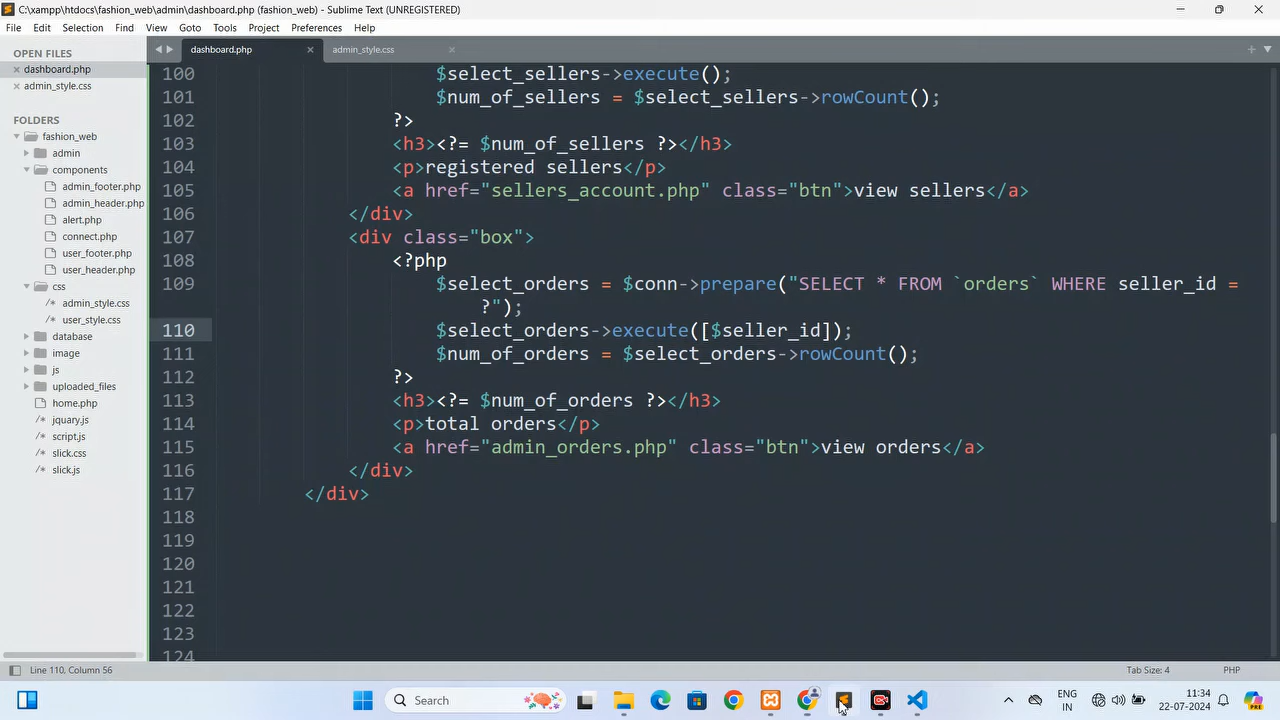 C:\xampp\htdocs\fashion_web\admin\dashboard.php (fashion_web) - Sublime Text (UNREGISTERED)
File Edit Selection Find View Goto Tools Project Preferences Help
OPEN FILES
dashboard.php
admin_style.css
FOLDERS
fashion_web
admin
components
admin_footer.php
admin_header.php
alert.php
connect.php
user_footer.php
user_header.php
css
admin_style.css
user_style.css
database
image
js
uploaded_files
home.php
jquary.js
script.js
slick.css
slick.js
dashboard.php admin_style.css
100 $select_sellers->execute();
101 $num_of_sellers = $select_sellers->rowCount();
102 ?>
103 <h3><?= $num_of_sellers ?></h3>
104 <p>registered sellers</p>
105 <a href="sellers_account.php" class="btn">view sellers</a>
106 </div>
107 <div class="box">
108 <?php
109 $select_orders = $conn->prepare("SELECT * FROM `orders` WHERE seller_id =
?");
110 $select_orders->execute([$seller_id]);
111 $num_of_orders = $select_orders->rowCount();
112 ?>
113 <h3><?= $num_of_orders ?></h3>
114 <p>total orders</p>
115 <a href="admin_orders.php" class="btn">view orders</a>
116 </div>
117 </div>
118
119
120
121
122
123
124
Line 110, Column 56 Tab Size: 4 PHP
Search
ENG
IN
11:34
22-07-2024